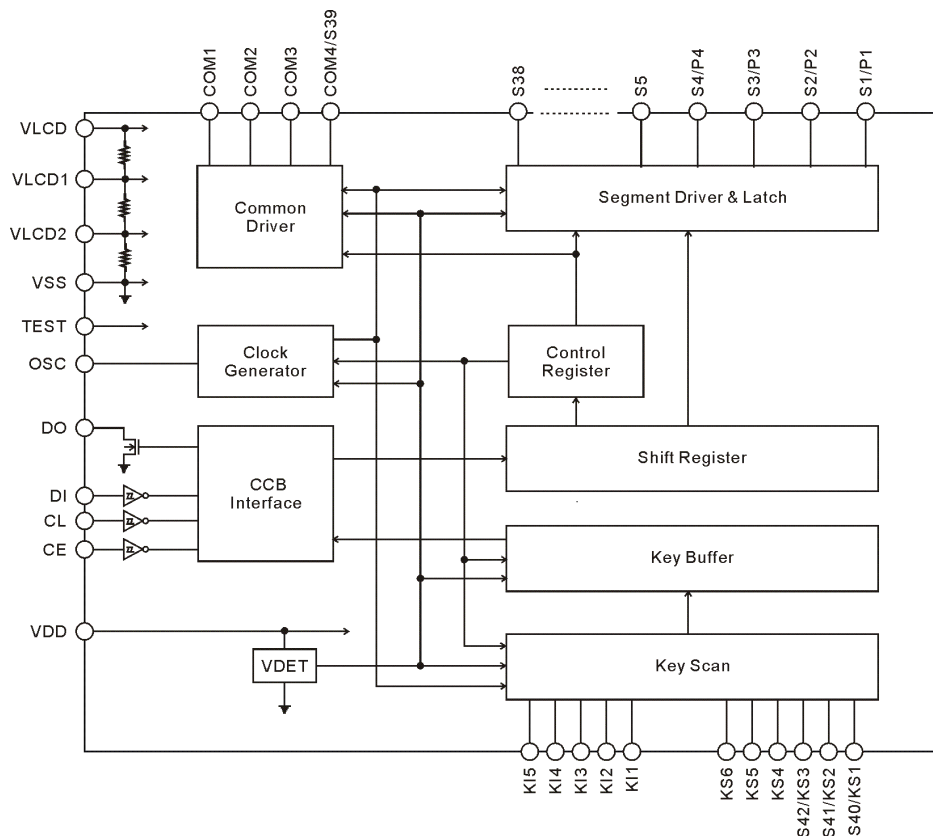 COM1
COM2
COM3
COM4/S39
S38
S5
S4/P4
S3/P3
S2/P2
S1/P1
VLCD
VLCD1
VLCD2
VSS
TEST
OSC
DO
DI
CL
CE
VDD
Common
Driver
Segment Driver & Latch
Clock
Generator
Control
Register
CCB
Interface
Shift Register
Key Buffer
VDET
Key Scan
KI5
KI4
KI3
KI2
KI1
KS6
KS5
KS4
S42/KS3
S41/KS2
S40/KS1